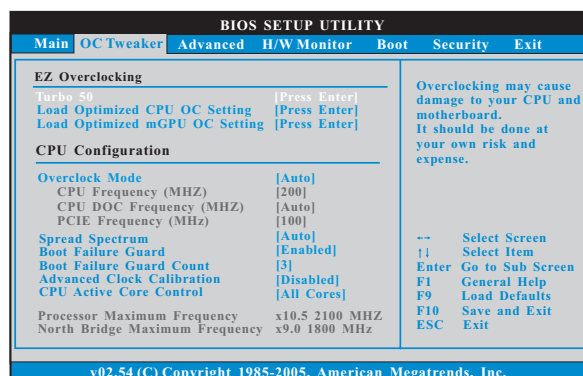 BIOS SETUP UTILITY
Main OC Tweaker Advanced H/W Monitor Boot Security Exit
EZ Overclocking
Turbo 50 [Press Enter]
Load Optimized CPU OC Setting [Press Enter]
Load Optimized mGPU OC Setting [Press Enter]
CPU Configuration
Overclock Mode [Auto]
CPU Frequency (MHZ) [200]
CPU DOC Frequency (MHZ) [Auto]
PCIE Frequency (MHz) [100]
Spread Spectrum [Auto]
Boot Failure Guard [Enabled]
Boot Failure Guard Count [3]
Advanced Clock Calibration [Disabled]
CPU Active Core Control [All Cores]
Processor Maximum Frequency x10.5 2100 MHZ
North Bridge Maximum Frequency x9.0 1800 MHz
Overclocking may cause
damage to your CPU and
motherboard.
It should be done at
your own risk and
expense.
←→ Select Screen
↑↓ Select Item
Enter Go to Sub Screen
F1 General Help
F9 Load Defaults
F10 Save and Exit
ESC Exit
v02.54 (C) Copyright 1985-2005, American Megatrends, Inc.